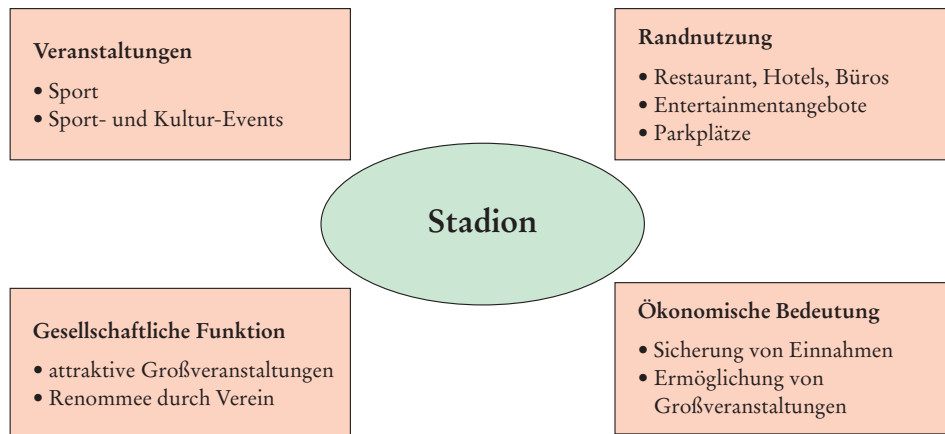 Veranstaltungen
• Sport
• Sport- und Kultur-Events
Randnutzung
• Restaurant, Hotels, Büros
• Entertainmentangebote
• Parkplätze
Stadion
Gesellschaftliche Funktion
• attraktive Großveranstaltungen
• Renommee durch Verein
Ökonomische Bedeutung
• Sicherung von Einnahmen
• Ermöglichung von
Großveranstaltungen